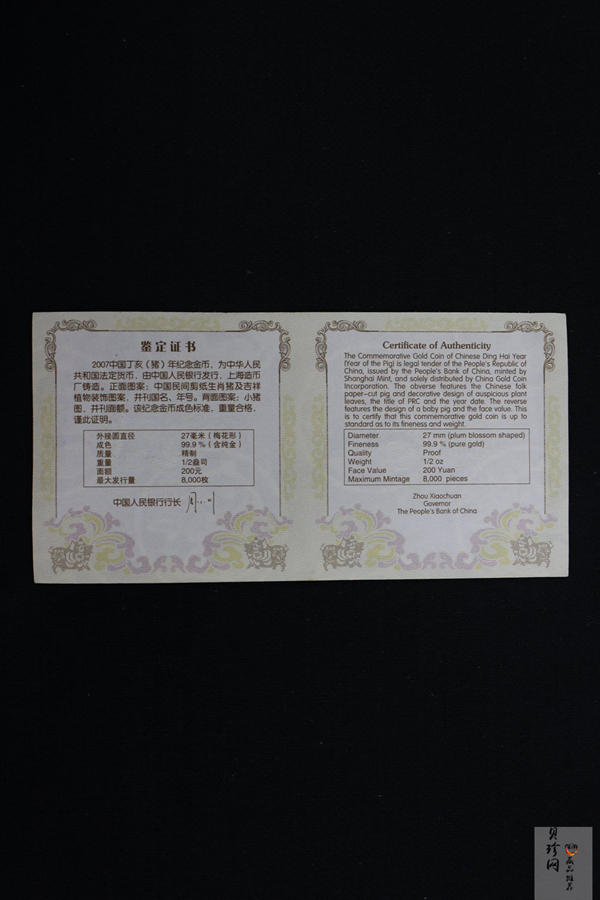 鉴定证书
2007中国丁亥（猪）年纪念金币，为中华人民
共和国法定货币，由中国人民银行发行，上海造币
厂铸造。正面图案：中国民间剪纸生肖猪及吉祥
植物装饰图案，并刊国名、年号。背面图案：小猪
图，并刊面额。该纪念金币成色标准，重量合格，
谨此证明。
外接圆直径 27毫米（梅花形）
成色 99.9％（含纯金）
质量 精制
重量 1/2盎司
面额 200元
最大发行量 8,000枚
中国人民银行行长
Certificate of Authenticity
The Commemorative Gold Coin of Chinese Ding Hai Year
(Year of the Pig) is legal tender of the People's Republic of
China, issued by the People's Bank of China, minted by
Shanghai Mint, and solely distributed by China Gold Coin
Incorporation. The obverse features the Chinese folk
paper-cut pig and decorative design of auspicious plant
leaves, the title of PRC and the year date. The reverse
features the design of a baby pig and the face value. This
is to certify that this commemorative gold coin is up to
standard as to its fineness and weight.
Diameter 27 mm (plum blossom shaped)
Fineness 99.9 % (pure gold)
Quality Proof
Weight 1/2 oz
Face Value 200 Yuan
Maximum Mintage 8,000 pieces
Zhou Xiaochuan
Governor
The People's Bank of China
贝珍网